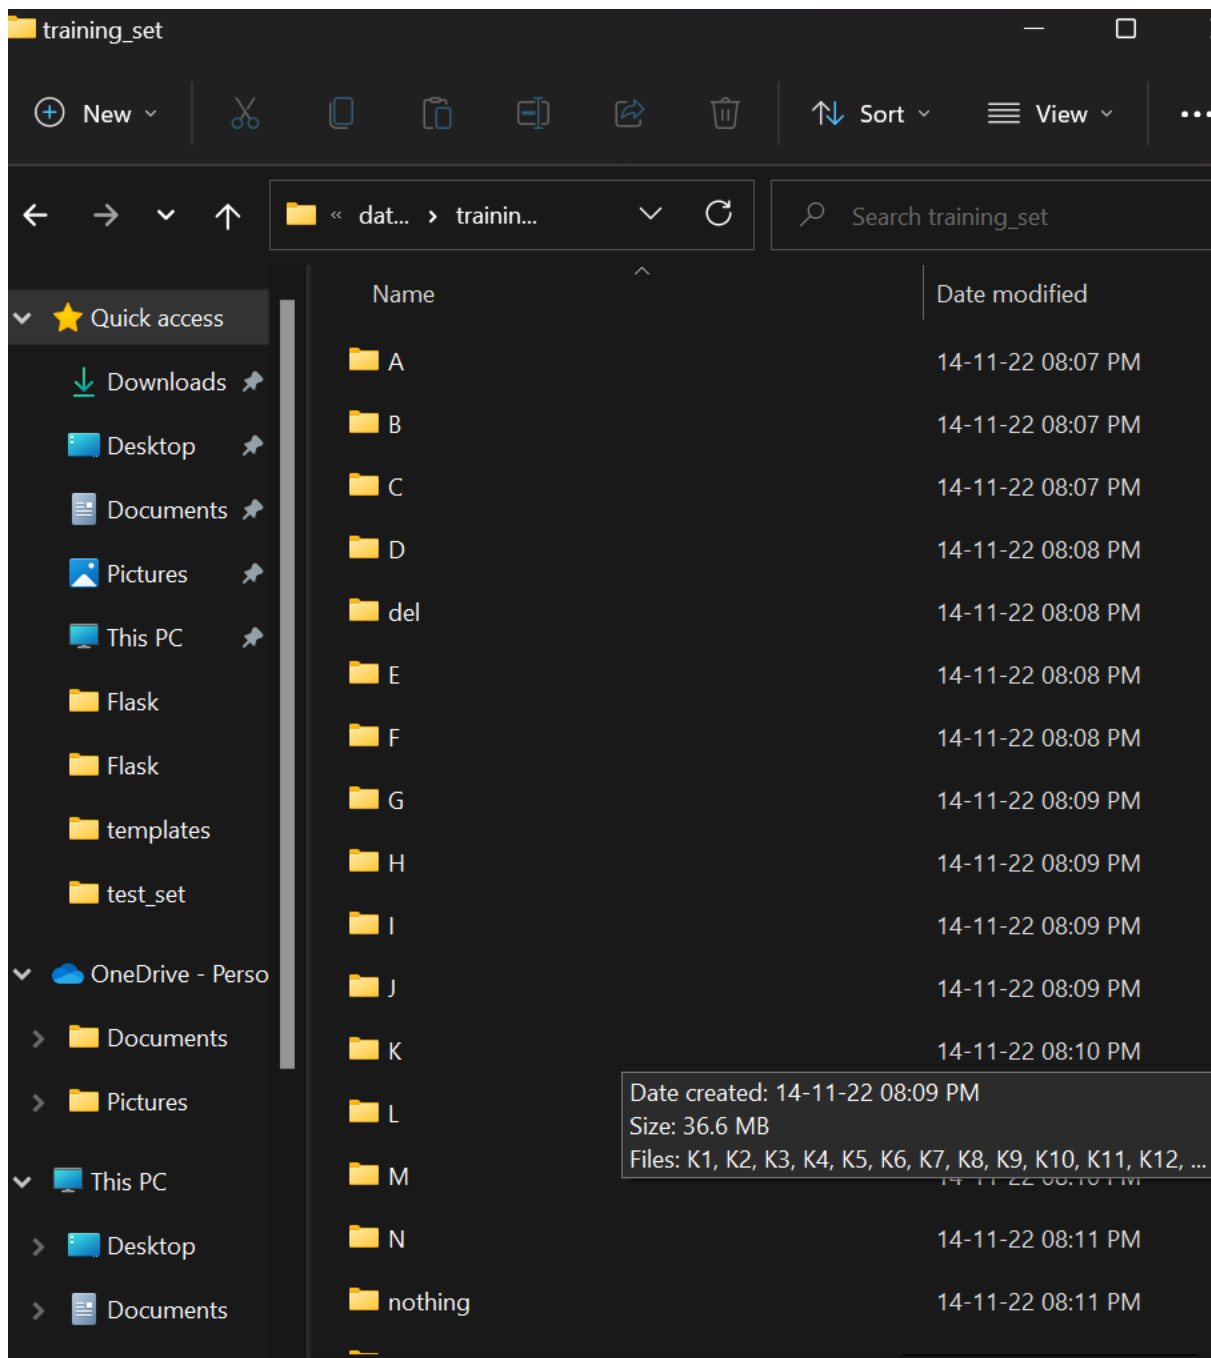 training_set
New
Sort
View
« dat... › trainin...
Search training_set
Quick access
Downloads
Desktop
Documents
Pictures
This PC
Flask
Flask
templates
test_set
OneDrive - Perso
Documents
Pictures
This PC
Desktop
Documents
Name Date modified
A 14-11-22 08:07 PM
B 14-11-22 08:07 PM
C 14-11-22 08:07 PM
D 14-11-22 08:08 PM
del 14-11-22 08:08 PM
E 14-11-22 08:08 PM
F 14-11-22 08:08 PM
G 14-11-22 08:09 PM
H 14-11-22 08:09 PM
I 14-11-22 08:09 PM
J 14-11-22 08:09 PM
K 14-11-22 08:10 PM
Date created: 14-11-22 08:09 PM
Size: 36.6 MB
Files: K1, K2, K3, K4, K5, K6, K7, K8, K9, K10, K11, K12, ...
L
M
N 14-11-22 08:11 PM
nothing 14-11-22 08:11 PM